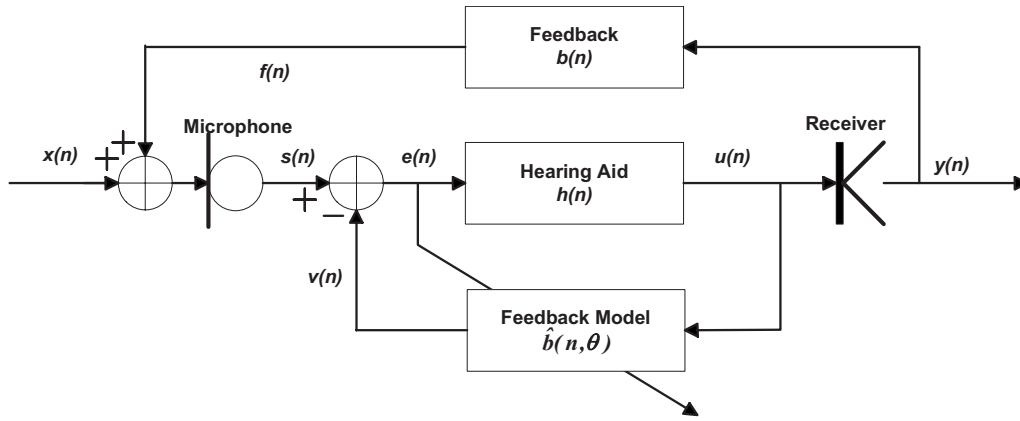 Feedback
b(n)
f(n)
Microphone
Receiver
x(n)
+
+
s(n)
e(n)
Hearing Aid
h(n)
u(n)
y(n)
+
−
v(n)
Feedback Model
b̂(n,θ)